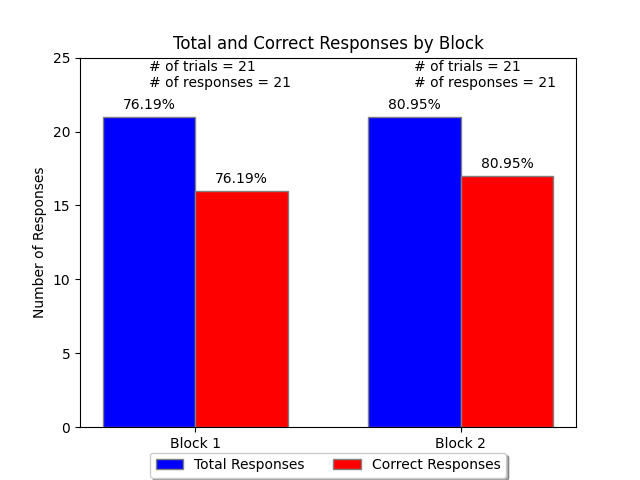 Total and Correct Responses by Block
25
# of trials = 21
# of responses = 21
# of trials = 21
# of responses = 21
76.19%
76.19%
80.95%
80.95%
20
15
10
5
0
Number of Responses
Block 1
Block 2
Total Responses
Correct Responses